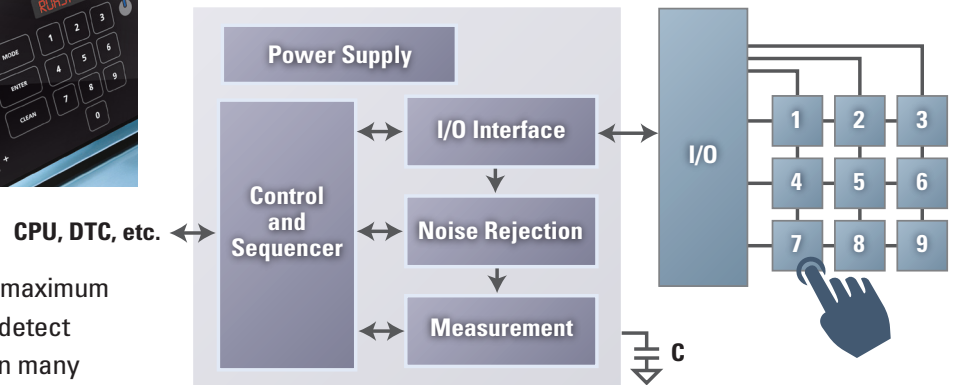 MODE
ENTER
CLEAN
1 2 3
4 5 6
7 8 9
0
+
Power Supply
Control
and
Sequencer
I/O Interface
Noise Rejection
Measurement
CPU, DTC, etc.
C
I/O
1 2 3
4 5 6
7 8 9
maximum
detect
n many